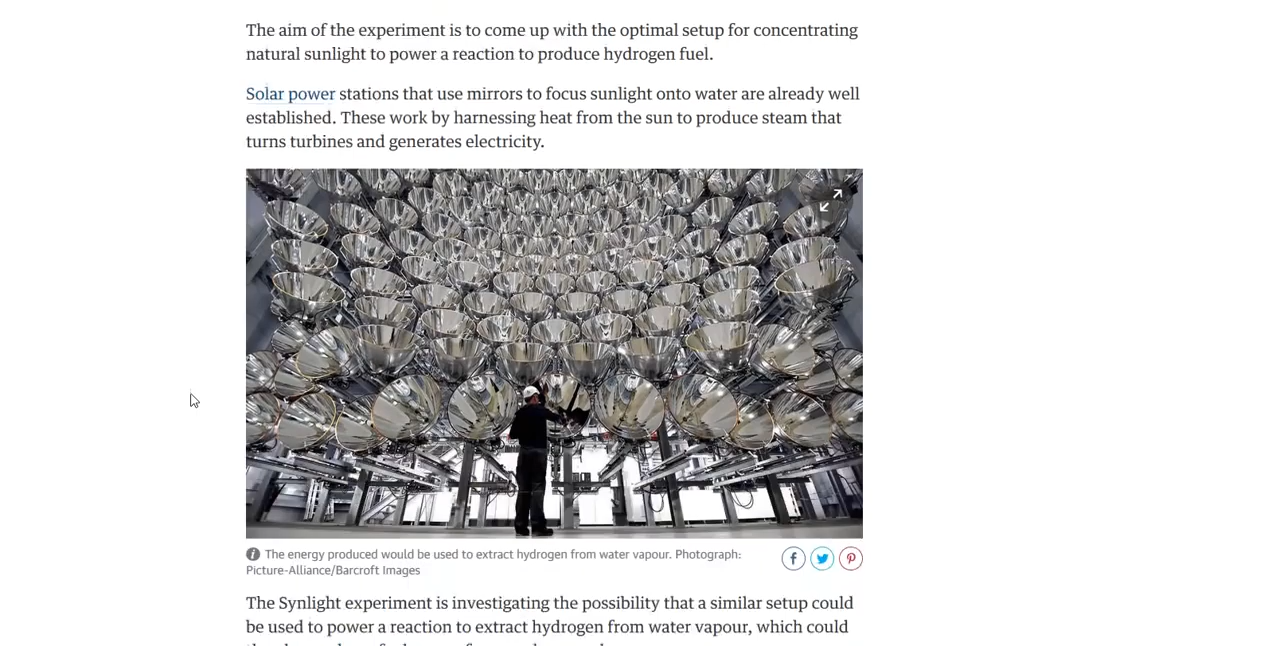 The aim of the experiment is to come up with the optimal setup for concentrating
natural sunlight to power a reaction to produce hydrogen fuel.
Solar power stations that use mirrors to focus sunlight onto water are already well
established. These work by harnessing heat from the sun to produce steam that
turns turbines and generates electricity.
The energy produced would be used to extract hydrogen from water vapour. Photograph:
Picture-Alliance/Barcroft Images
The Synlight experiment is investigating the possibility that a similar setup could
be used to power a reaction to extract hydrogen from water vapour, which could